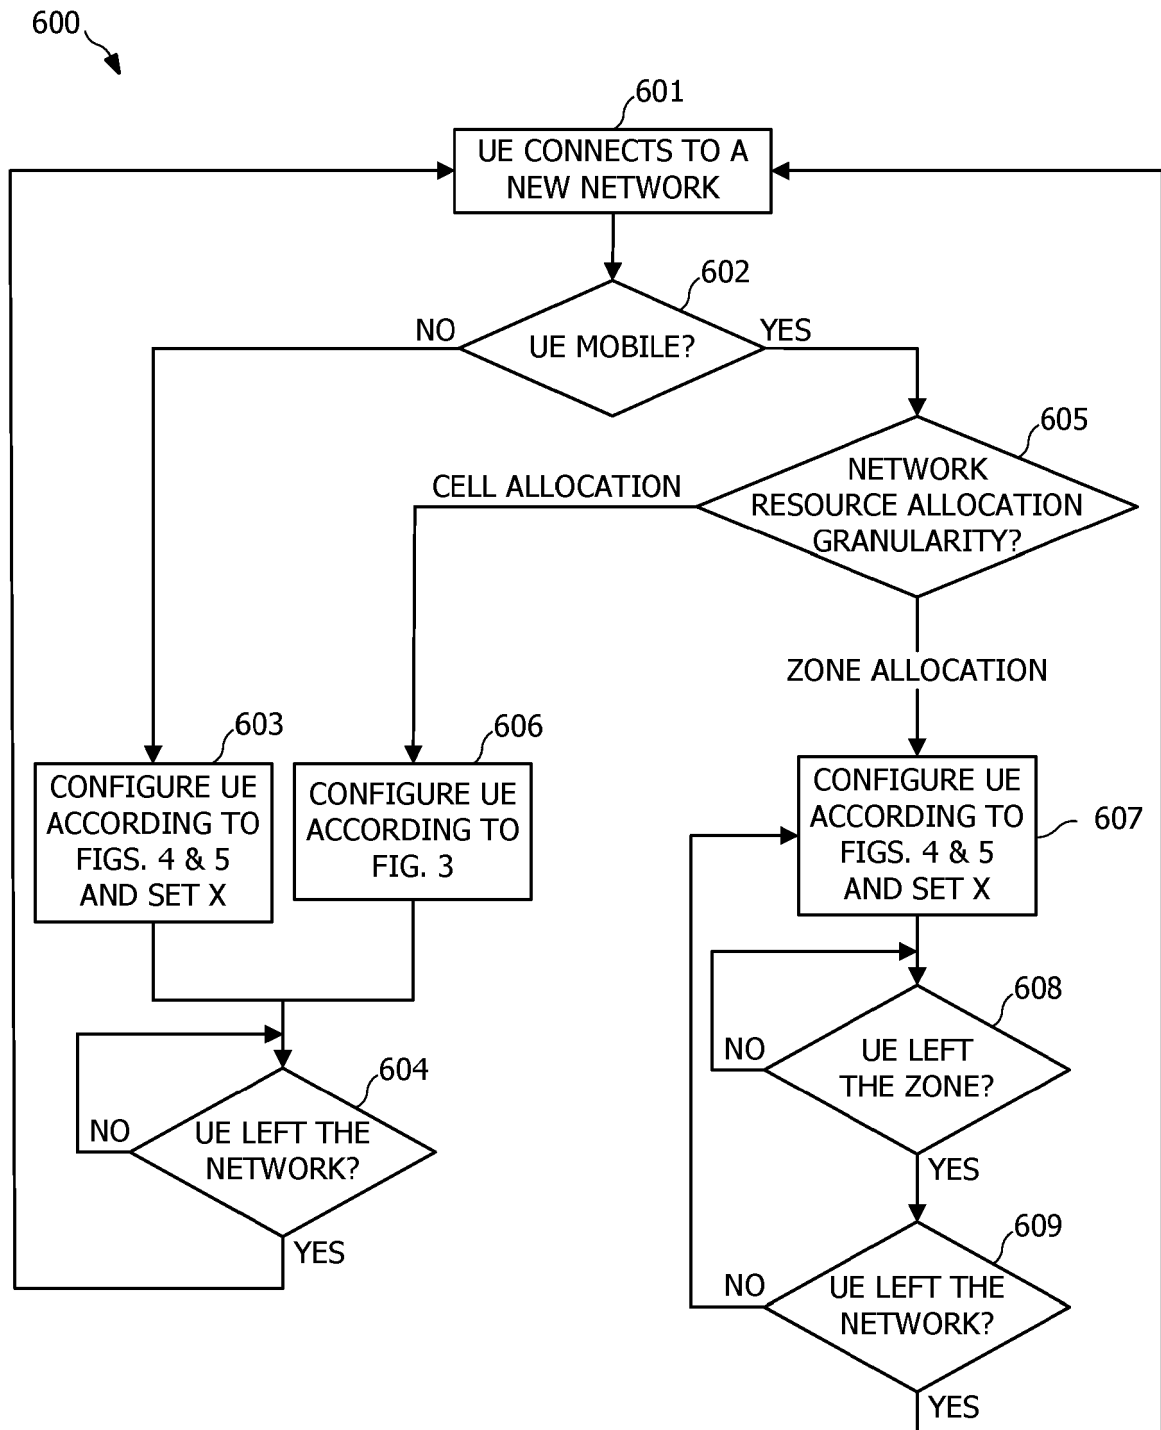 600
601
UE CONNECTS TO A
NEW NETWORK
602
NO
YES
UE MOBILE?
605
NETWORK
RESOURCE ALLOCATION
GRANULARITY?
CELL ALLOCATION
ZONE ALLOCATION
603
CONFIGURE UE
ACCORDING TO
FIGS. 4 & 5
AND SET X
606
CONFIGURE UE
ACCORDING TO
FIG. 3
CONFIGURE UE
ACCORDING TO
FIGS. 4 & 5
AND SET X
607
608
NO
UE LEFT
THE ZONE?
YES
604
NO
UE LEFT THE
NETWORK?
YES
609
NO
UE LEFT THE
NETWORK?
YES